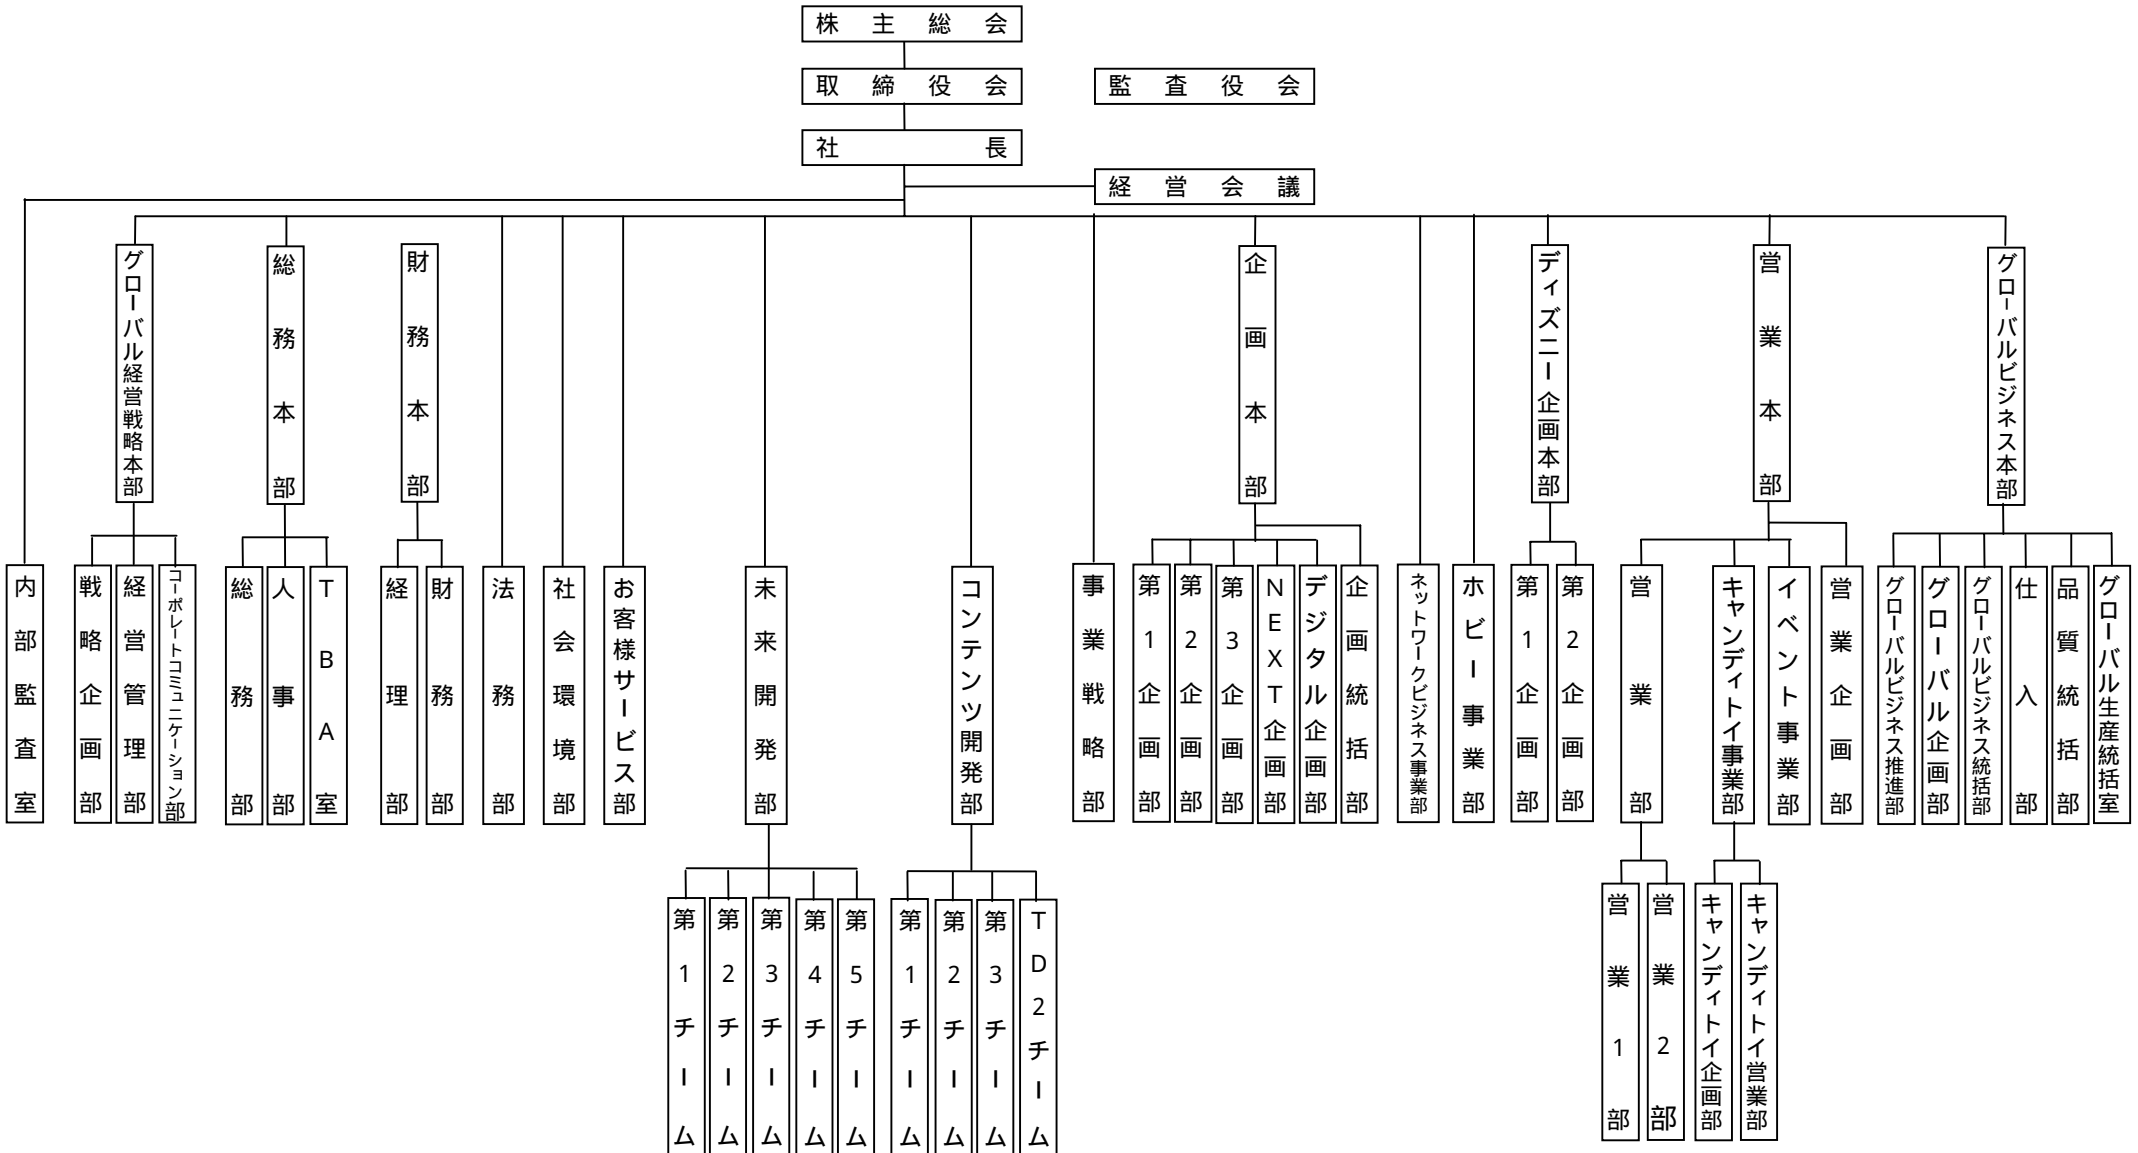 株主総会
取締役会
監査役会
社長
経営会議
グローバル経営戦略本部
総務本部
財務本部
企画本部
ディズニー企画本部
営業本部
グローバルビジネス本部
内部監査室
戦略企画部
経営管理部
コーポレートコミュニケーション部
総務部
人事部
TBA室
経理部
財務部
法務部
社会環境部
お客様サービス部
未来開発部
コンテンツ開発部
事業戦略部
第1企画部
第2企画部
第3企画部
NEXT企画部
デジタル企画部
企画統括部
ネットワークビジネス事業部
ホビー事業部
第1企画部
第2企画部
営業部
キャンディトイ事業部
イベント事業部
営業企画部
グローバルビジネス推進部
グローバル企画部
グローバルビジネス統括部
仕入部
品質統括部
グローバル生産統括室
第1チーム
第2チーム
第3チーム
第4チーム
第5チーム
第1チーム
第2チーム
第3チーム
TD2チーム
営業1部
営業2部
キャンディトイ企画部
キャンディトイ営業部